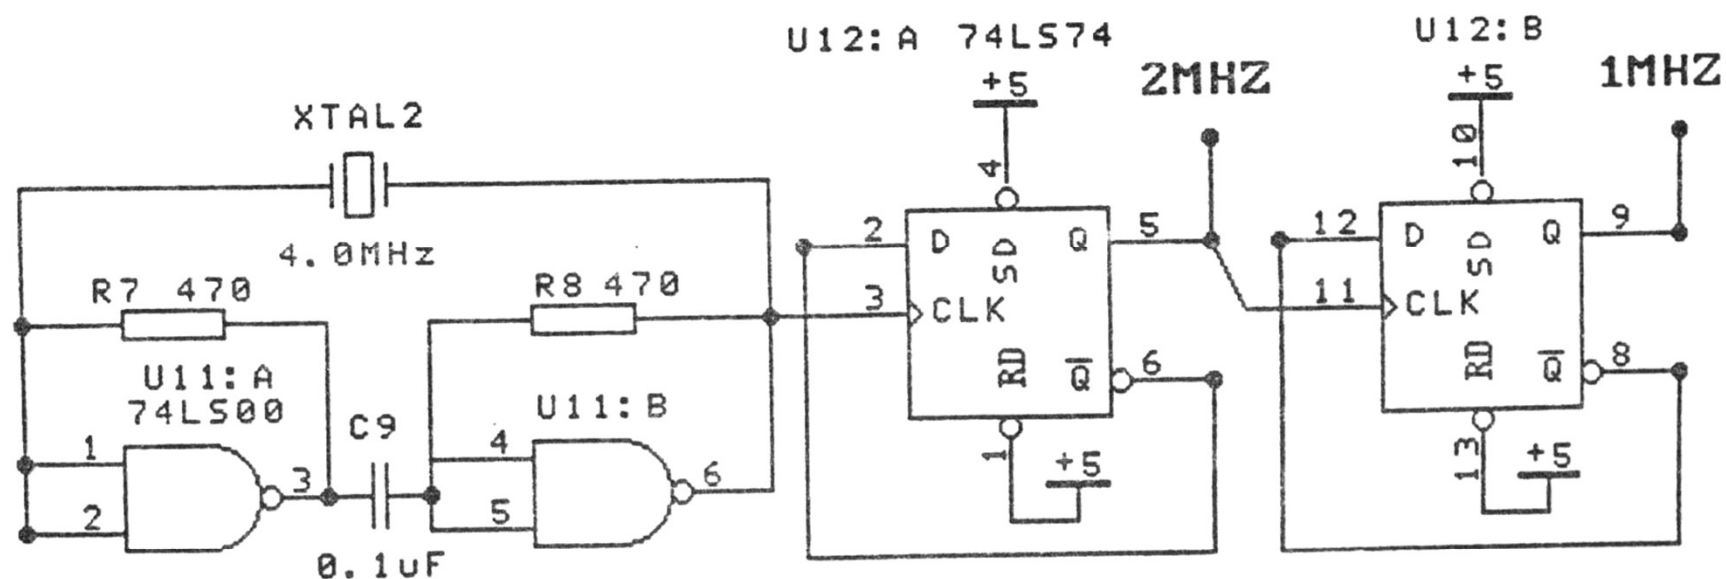 U12:A 74LS74
U12:B
+5
2MHZ
+5
1MHZ
XTAL2
4
10
4.0MHz
2
D
SD
Q
5
12
D
SD
Q
9
R7 470
R8 470
3
CLK
11
CLK
U11:A
74LS00
U11:B
RD
Q
6
RD
Q
8
C9
1
4
1
+5
13
+5
3
6
2
5
0.1uF